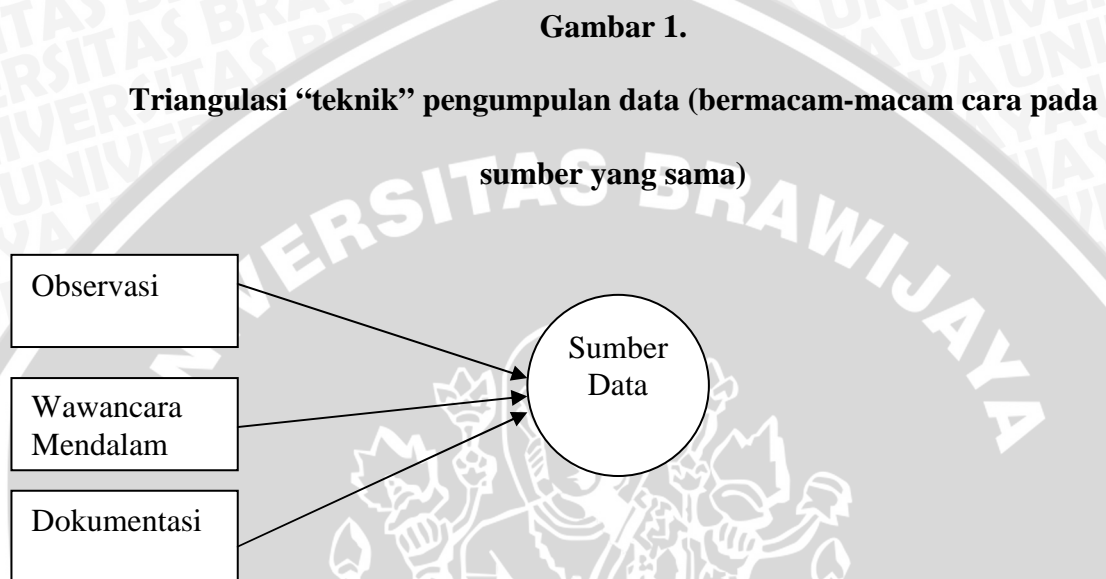 Gambar 1.
Triangulasi “teknik” pengumpulan data (bermacam-macam cara pada
sumber yang sama)
Observasi
Sumber
Data
Wawancara
Mendalam
Dokumentasi